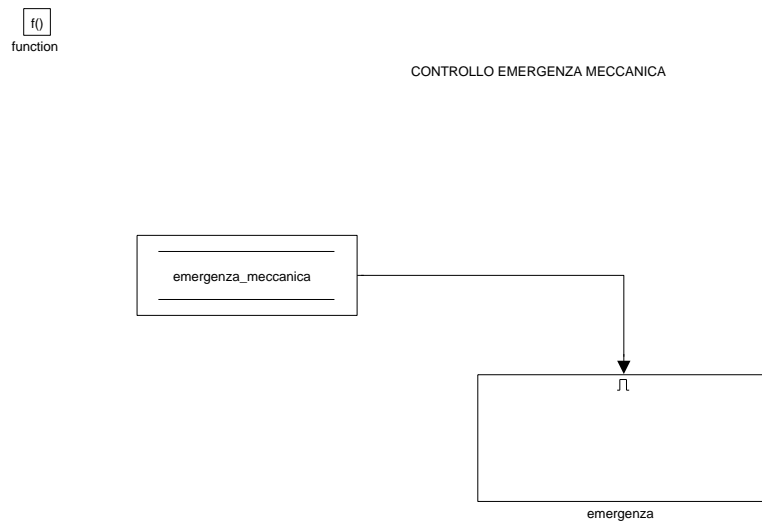 f()
function
CONTROLLO EMERGENZA MECCANICA
emergenza_meccanica
emergenza